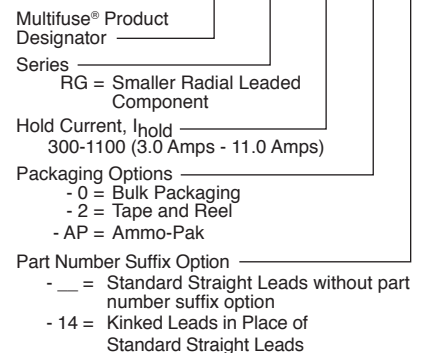 Multifuse® Product
Designator
Series
RG = Smaller Radial Leaded
Component
Hold Current, Ihold
300-1100 (3.0 Amps - 11.0 Amps)
Packaging Options
- 0 = Bulk Packaging
- 2 = Tape and Reel
- AP = Ammo-Pak
Part Number Suffix Option
- __ = Standard Straight Leads without part
number suffix option
- 14 = Kinked Leads in Place of
Standard Straight Leads